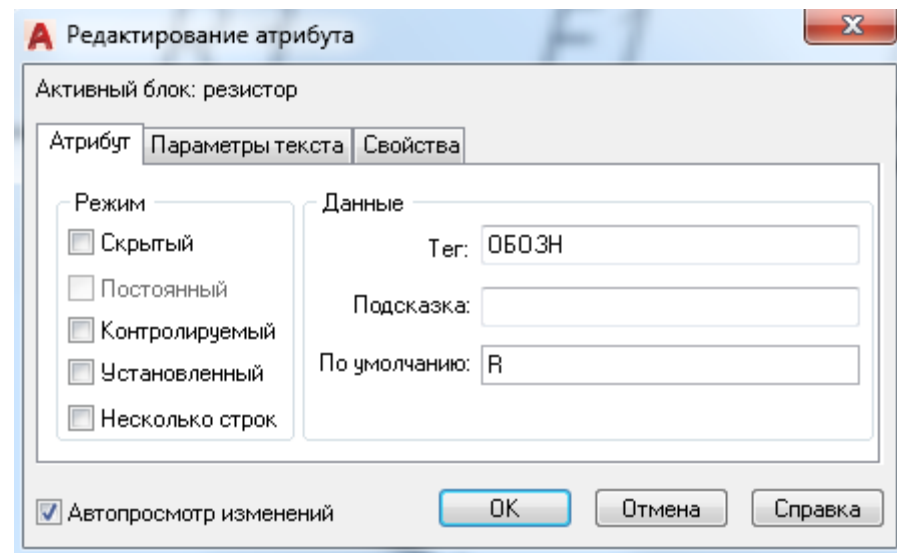 Редактирование атрибута
Активный блок: резистор
Атрибут Параметры текста Свойства
Режим
Скрытый
Постоянный
Контролируемый
Установленный
Несколько строк
Данные
Тег: ОБОЗН
Подсказка:
По умолчанию: R
Автопросмотр изменений
OK Отмена Справка